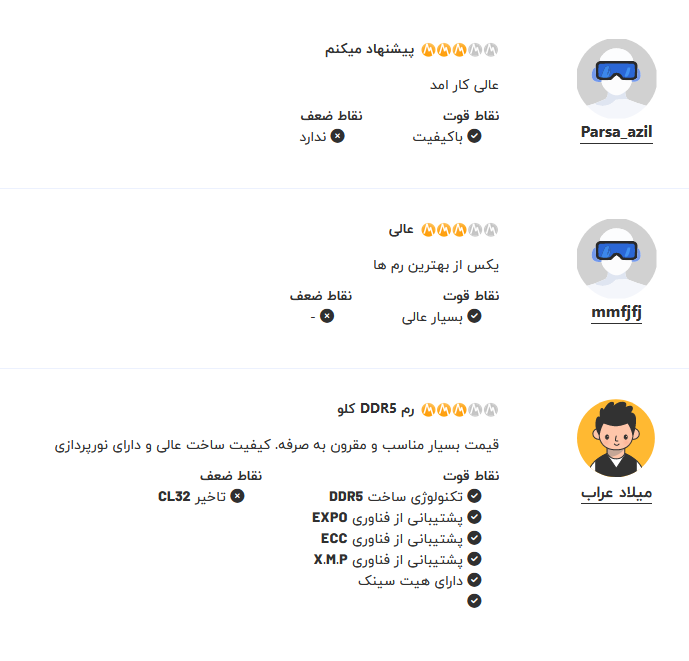 پیشنهاد میکنم
عالی کار امد
نقاط قوت
باکیفیت
نقاط ضعف
ندارد
Parsa_azil
عالی
یکس از بهترین رم ها
نقاط قوت
بسیار عالی
نقاط ضعف
-
mmfjfj
رم DDR5 کلو
قیمت بسیار مناسب و مقرون به صرفه. کیفیت ساخت عالی و دارای نورپردازی
نقاط قوت
تکنولوژی ساخت DDR5
پشتیبانی از فناوری EXPO
پشتیبانی از فناوری ECC
پشتیبانی از فناوری X.M.P
دارای هیت سینک
نقاط ضعف
تاخیر CL32
میلاد عراب